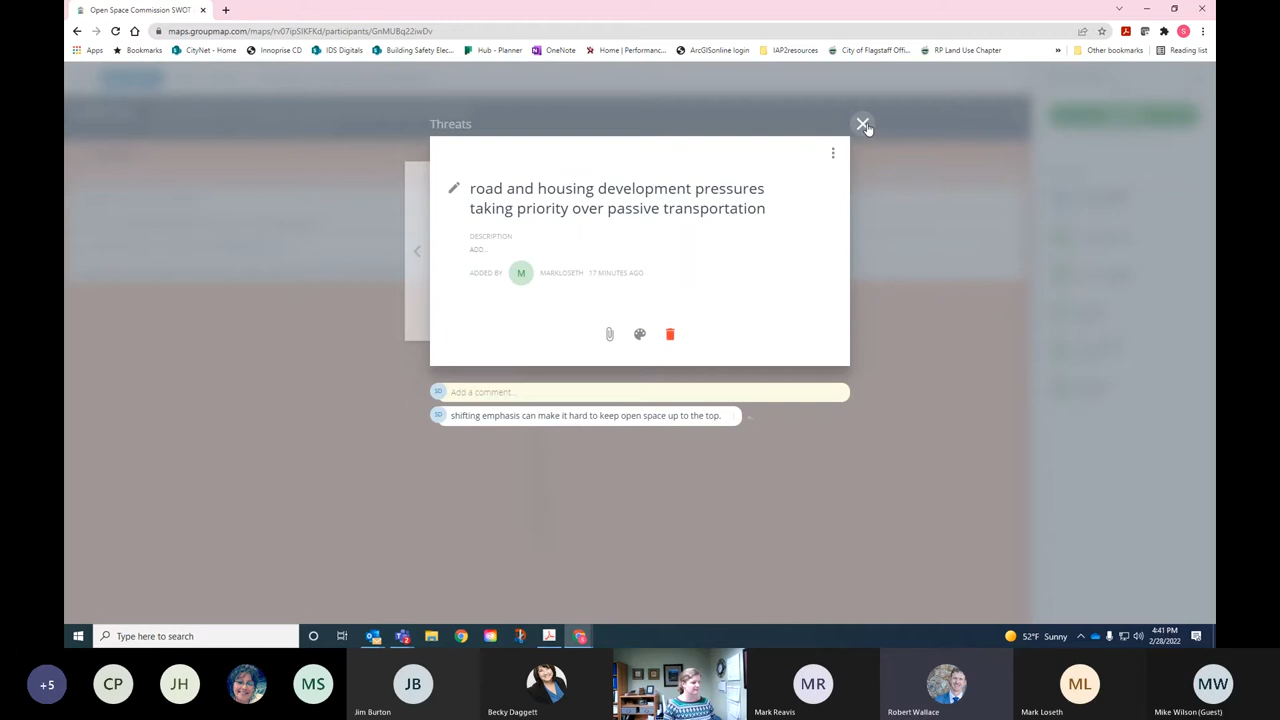 Open Space Commission SWOT
maps.groupmap.com/maps/rv07ipSIKFKd/participants/GnMUBq22iwDv
Apps Bookmarks CityNet - Home Innoprise CD IDS Digitals Building Safety Elec... Hub - Planner OneNote Home | Performanc... ArcGISonline login IAP2resources City of Flagstaff Offi... RP Land Use Chapter » Other bookmarks Reading list
Threats
road and housing development pressures
taking priority over passive transportation
DESCRIPTION
ADD...
ADDED BY M MARKLOSETH 17 MINUTES AGO
SD Add a comment...
SD shifting emphasis can make it hard to keep open space up to the top.
Type here to search
52°F Sunny
4:41 PM
2/28/2022
+5 CP JH MS JB MR ML MW
Jim Burton Becky Daggett Mark Reavis Robert Wallace Mark Loseth Mike Wilson (Guest)